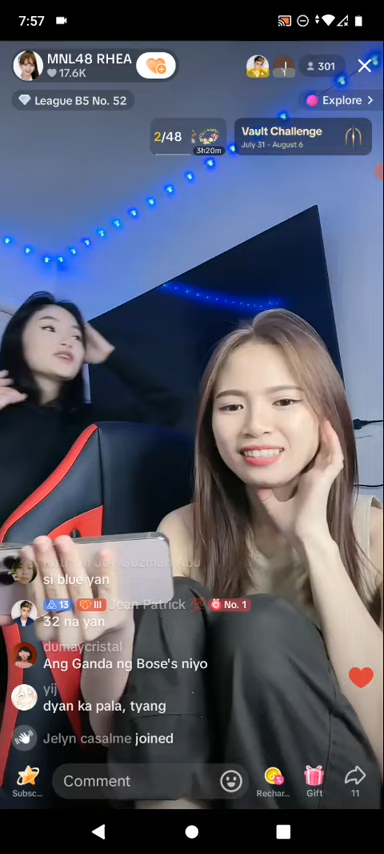 7:57
MNL48 RHEA
17.6K
301
League B5 No. 52
Explore >
2/48
3h20m
Vault Challenge
July 31 - August 6
si blue yan
13 III Jean Patrick 💯 No. 1
32 na yan
dumaycristal
Ang Ganda ng Bose's niyo
yij
dyan ka pala, tyang
Jelyn casalme joined
Subsc...
Comment
Rechar...
Gift
11